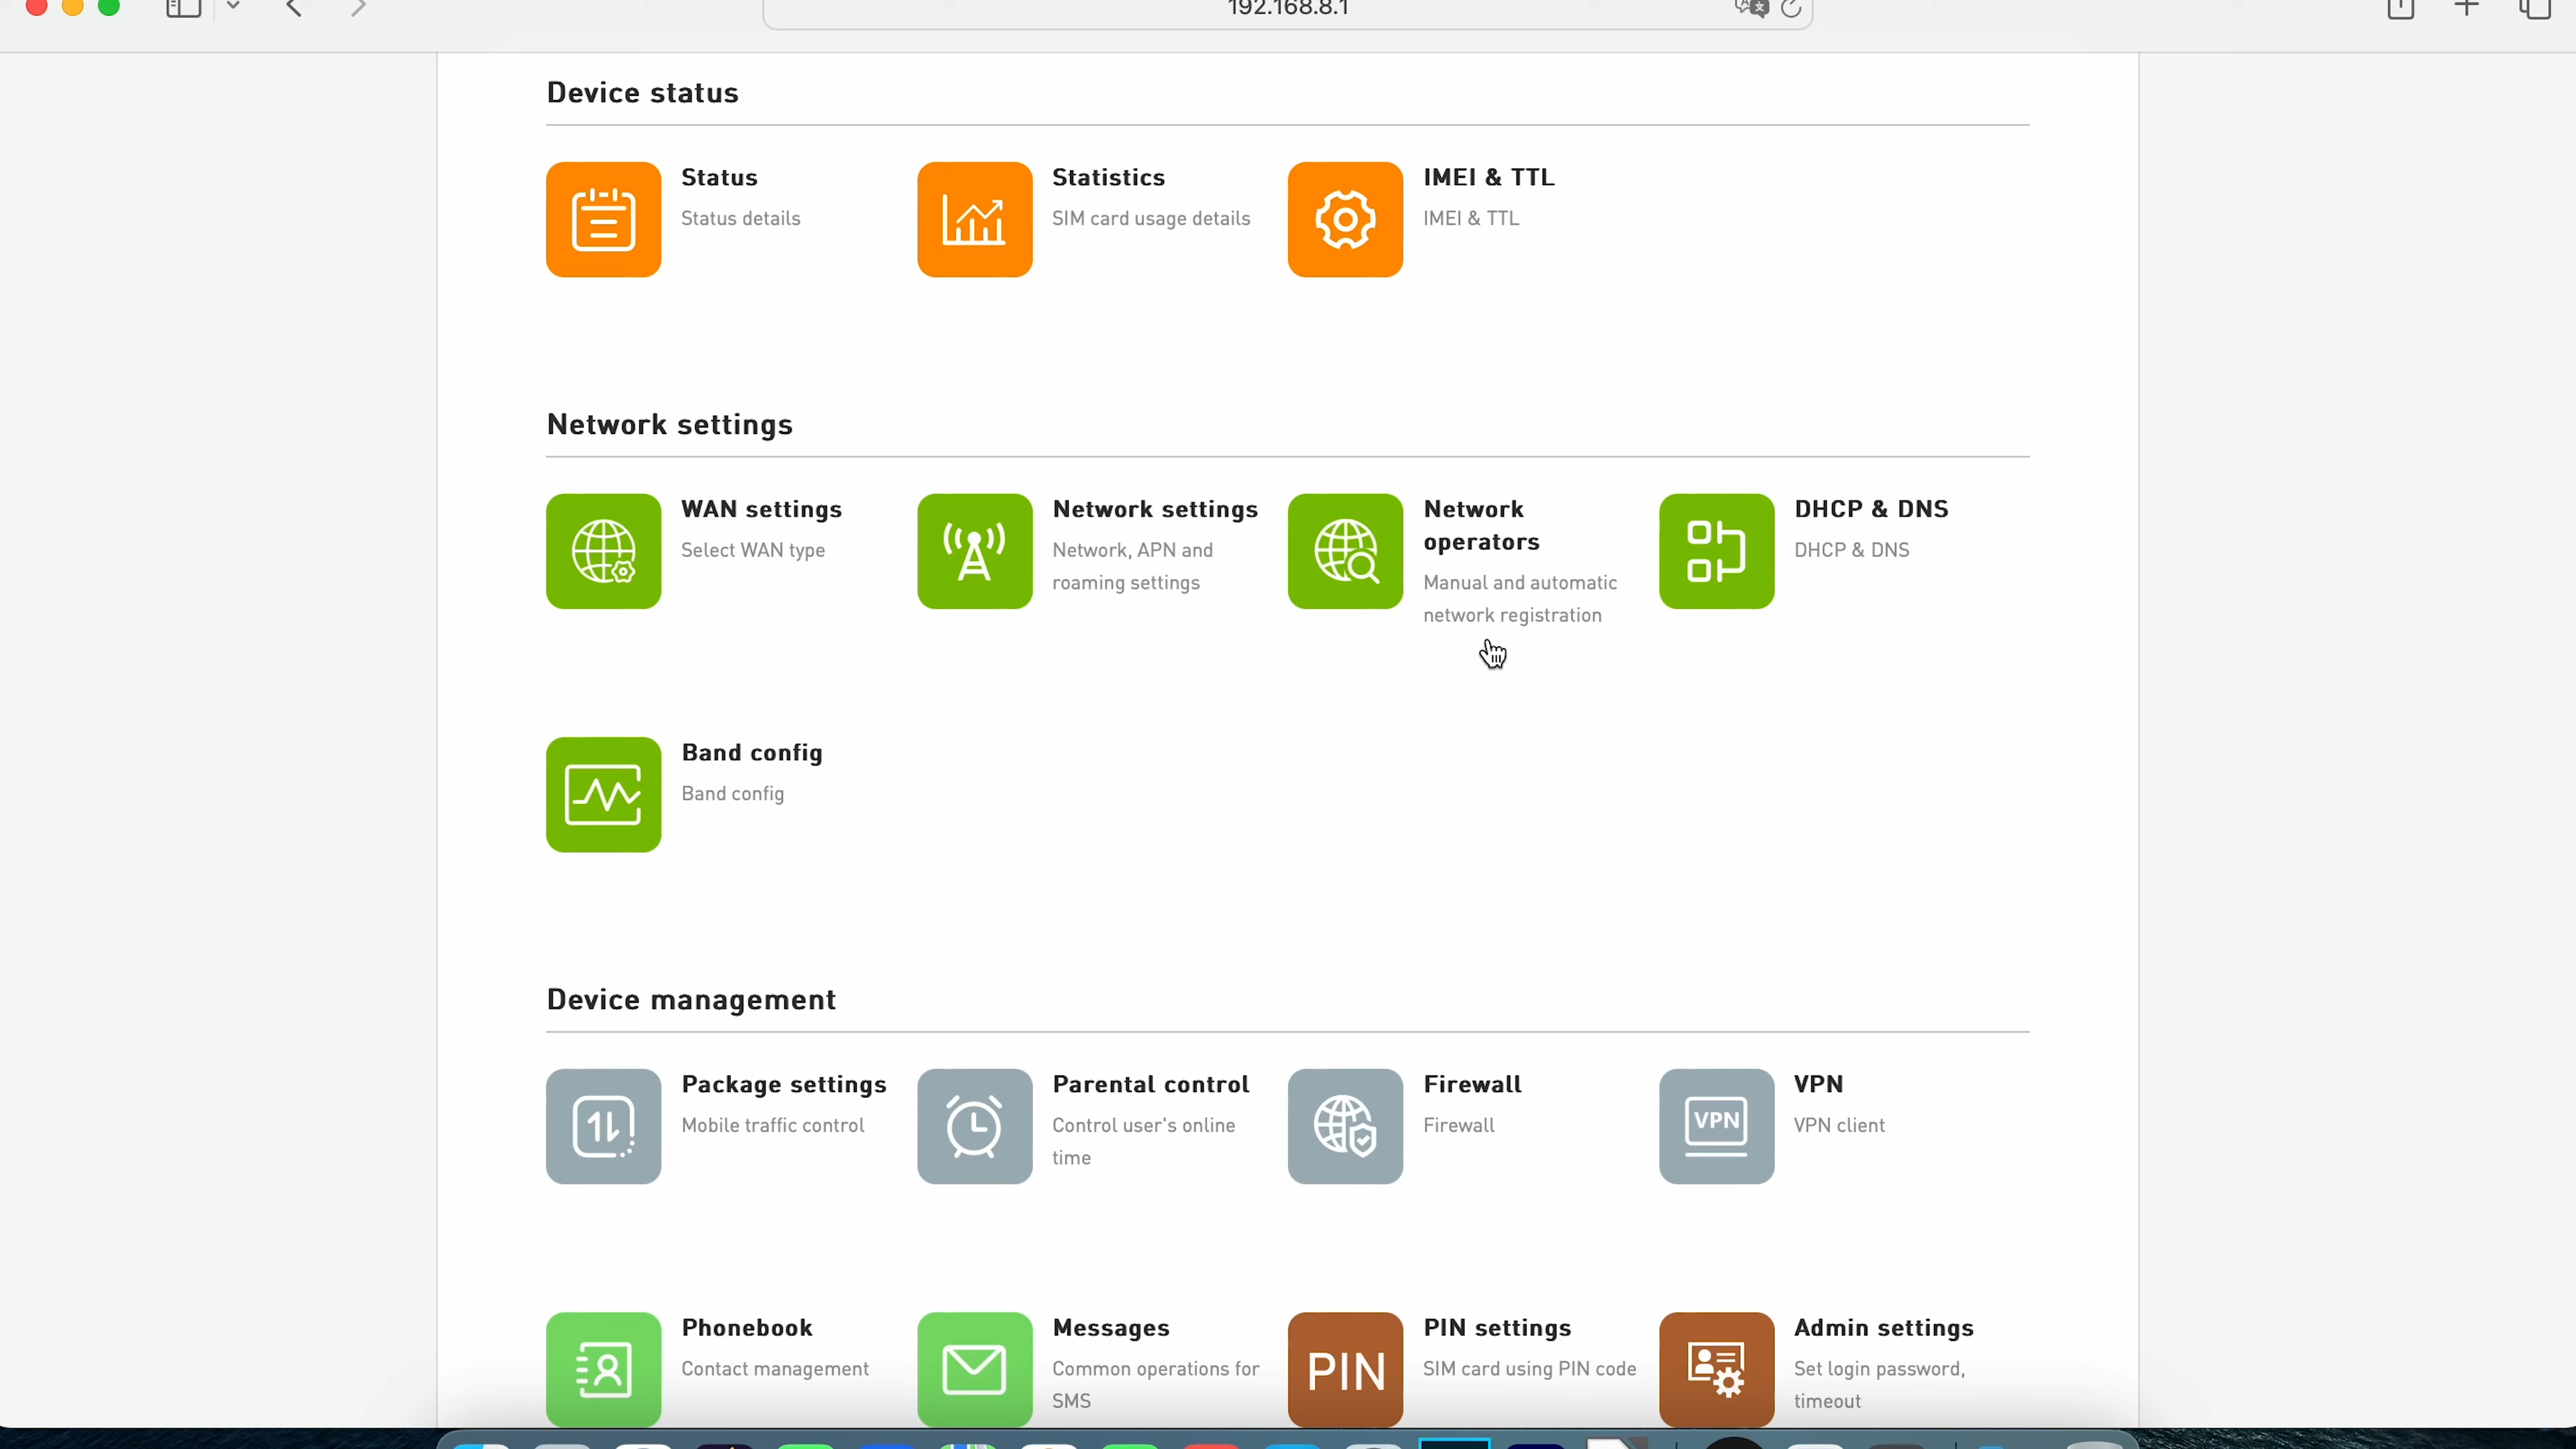 192.168.8.1
Device status
Status
Status details
Statistics
SIM card usage details
IMEI & TTL
IMEI & TTL
Network settings
WAN settings
Select WAN type
Network settings
Network, APN and
roaming settings
Network
operators
Manual and automatic
network registration
DHCP & DNS
DHCP & DNS
Band config
Band config
Device management
Package settings
Mobile traffic control
Parental control
Control user's online
time
Firewall
Firewall
VPN
VPN
VPN client
Phonebook
Contact management
Messages
Common operations for
SMS
PIN
PIN settings
SIM card using PIN code
Admin settings
Set login password,
timeout